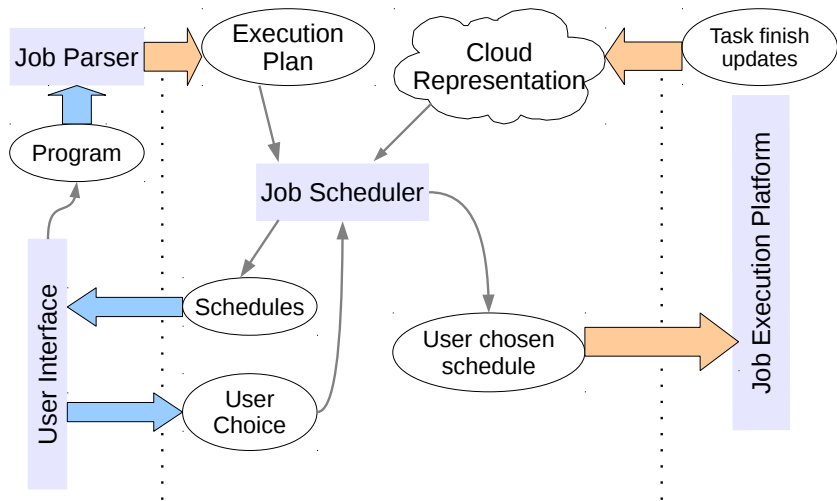 Job Parser
Execution
Plan
Cloud
Representation
Task finish
updates
Program
Job Scheduler
User Interface
Schedules
User
Choice
User chosen
schedule
Job Execution Platform